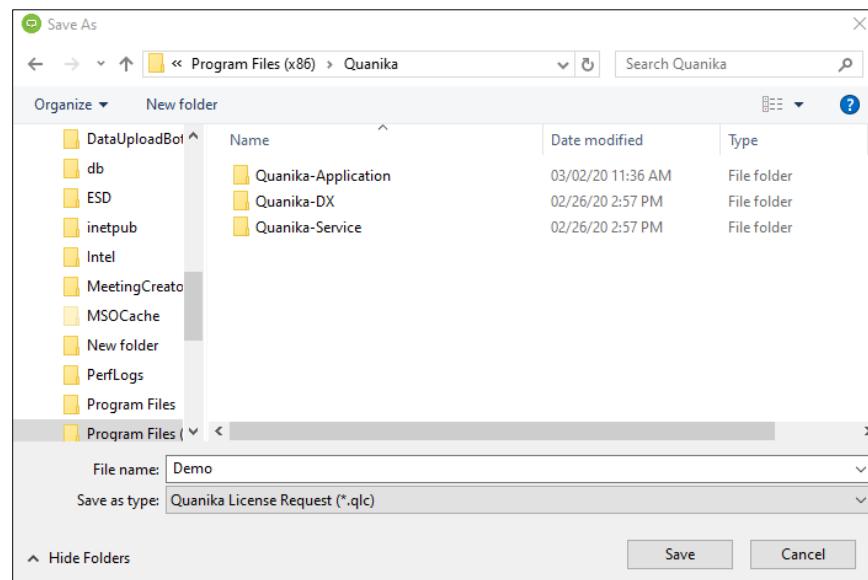 Save As
« Program Files (x86) › Quanika
Search Quanika
Organize
New folder
?
Name
Date modified
Type
DataUploadBot
db
ESD
inetpub
Intel
MeetingCreato
MSOCache
New folder
PerfLogs
Program Files
Program Files (
Quanika-Application 03/02/20 11:36 AM File folder
Quanika-DX 02/26/20 2:57 PM File folder
Quanika-Service 02/26/20 2:57 PM File folder
File name: Demo
Save as type: Quanika License Request (*.qlc)
Hide Folders
Save
Cancel